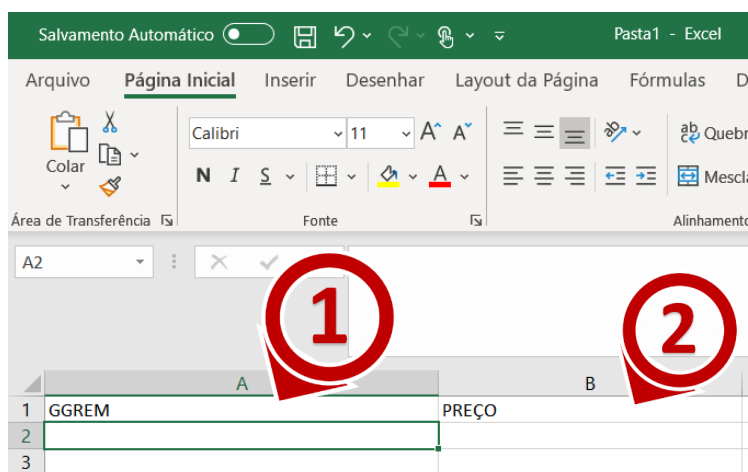 Salvamento Automático Pasta1 - Excel
Arquivo Página Inicial Inserir Desenhar Layout da Página Fórmulas D
Calibri 11 A A ab Quebr
Colar N I S A Mescla
Área de Transferência Fonte Alinhamento
A2
1 2
A B
1 GGREM PREÇO
2
3